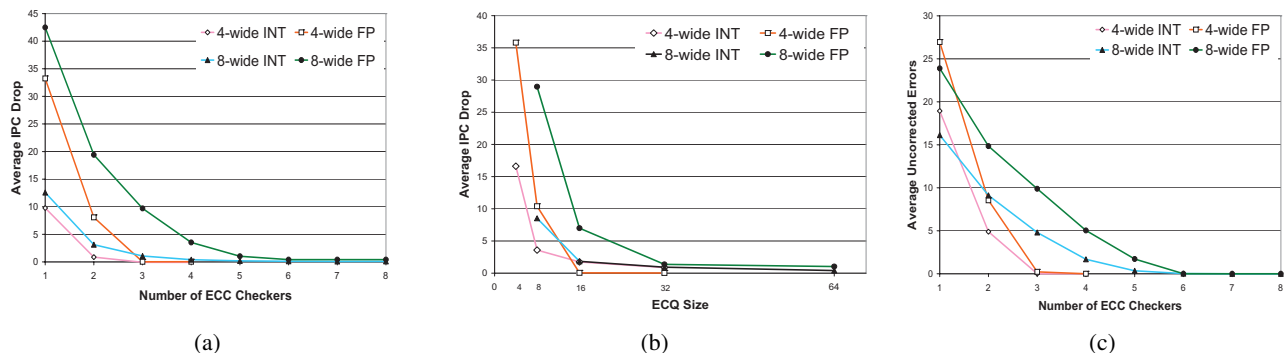 45
40
35
30
25
20
15
10
5
0
Average IPC Drop
4-wide INT 4-wide FP
8-wide INT 8-wide FP
1 2 3 4 5 6 7 8
Number of ECC Checkers
(a)
40
35
30
25
20
15
10
5
0
Average IPC Drop
4-wide INT 4-wide FP
8-wide INT 8-wide FP
0 4 8 16 32 64
ECQ Size
(b)
30
25
20
15
10
5
0
Average Uncorrected Errors
4-wide INT 4-wide FP
8-wide INT 8-wide FP
1 2 3 4 5 6 7 8
Number of ECC Checkers
(c)